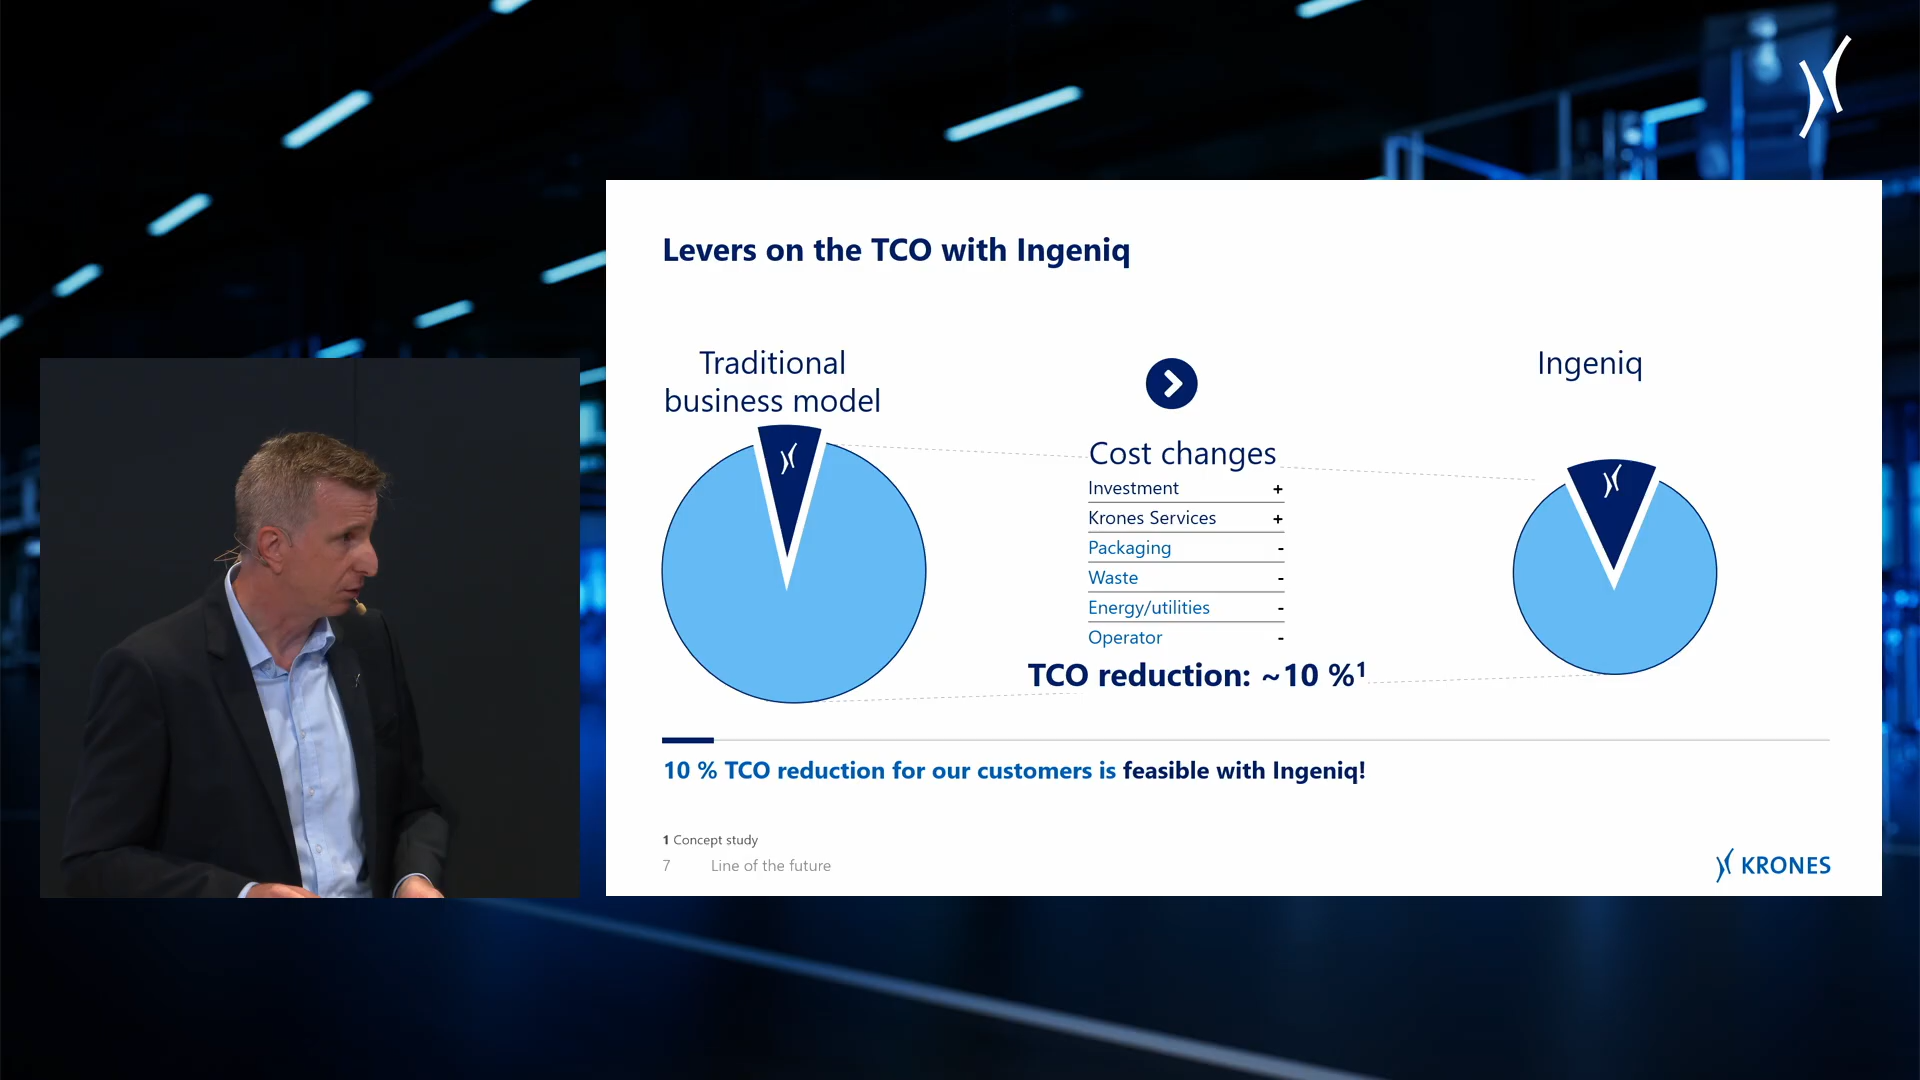 Levers on the TCO with Ingeniq
Traditional
business model
Ingeniq
Cost changes
Investment +
Krones Services +
Packaging -
Waste -
Energy/utilities -
Operator -
TCO reduction: ~10 %¹
10 % TCO reduction for our customers is feasible with Ingeniq!
1 Concept study
7 Line of the future
KRONES